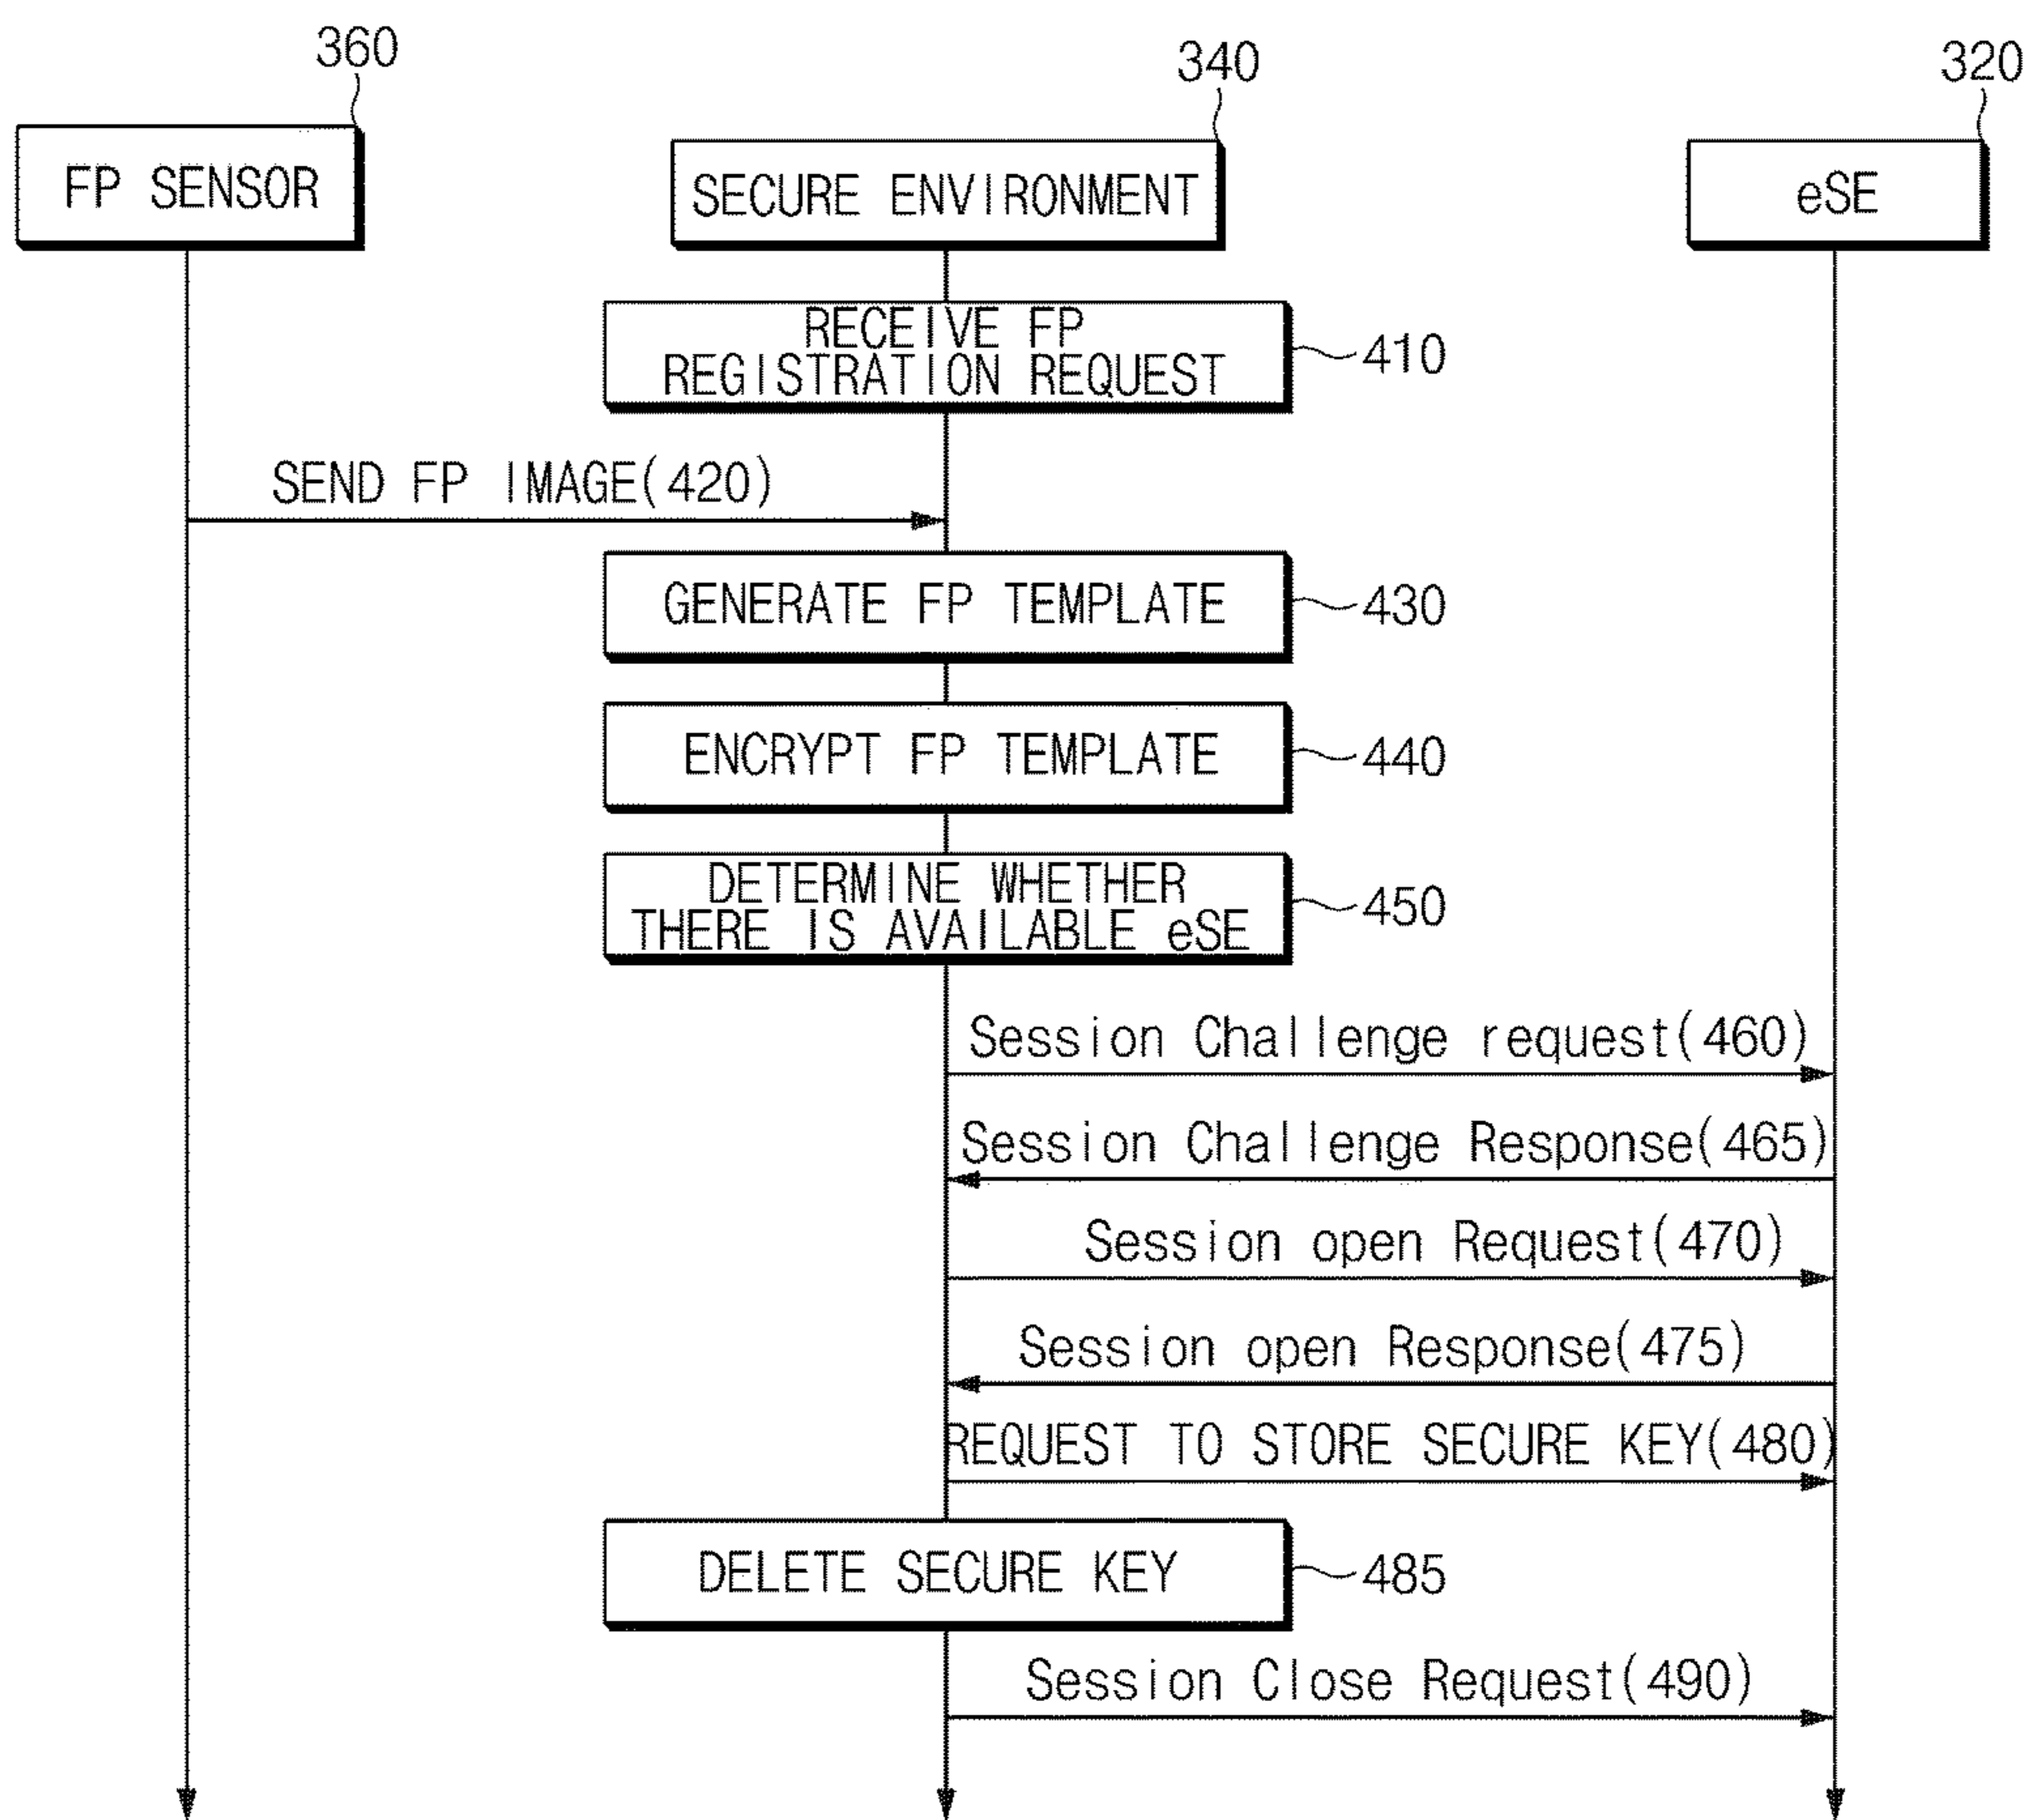 360
340
320
FP SENSOR
SECURE ENVIRONMENT
eSE
RECEIVE FP
REGISTRATION REQUEST
410
SEND FP IMAGE(420)
GENERATE FP TEMPLATE
430
ENCRYPT FP TEMPLATE
440
DETERMINE WHETHER
THERE IS AVAILABLE eSE
450
Session Challenge request(460)
Session Challenge Response(465)
Session open Request(470)
Session open Response(475)
REQUEST TO STORE SECURE KEY(480)
DELETE SECURE KEY
485
Session Close Request(490)